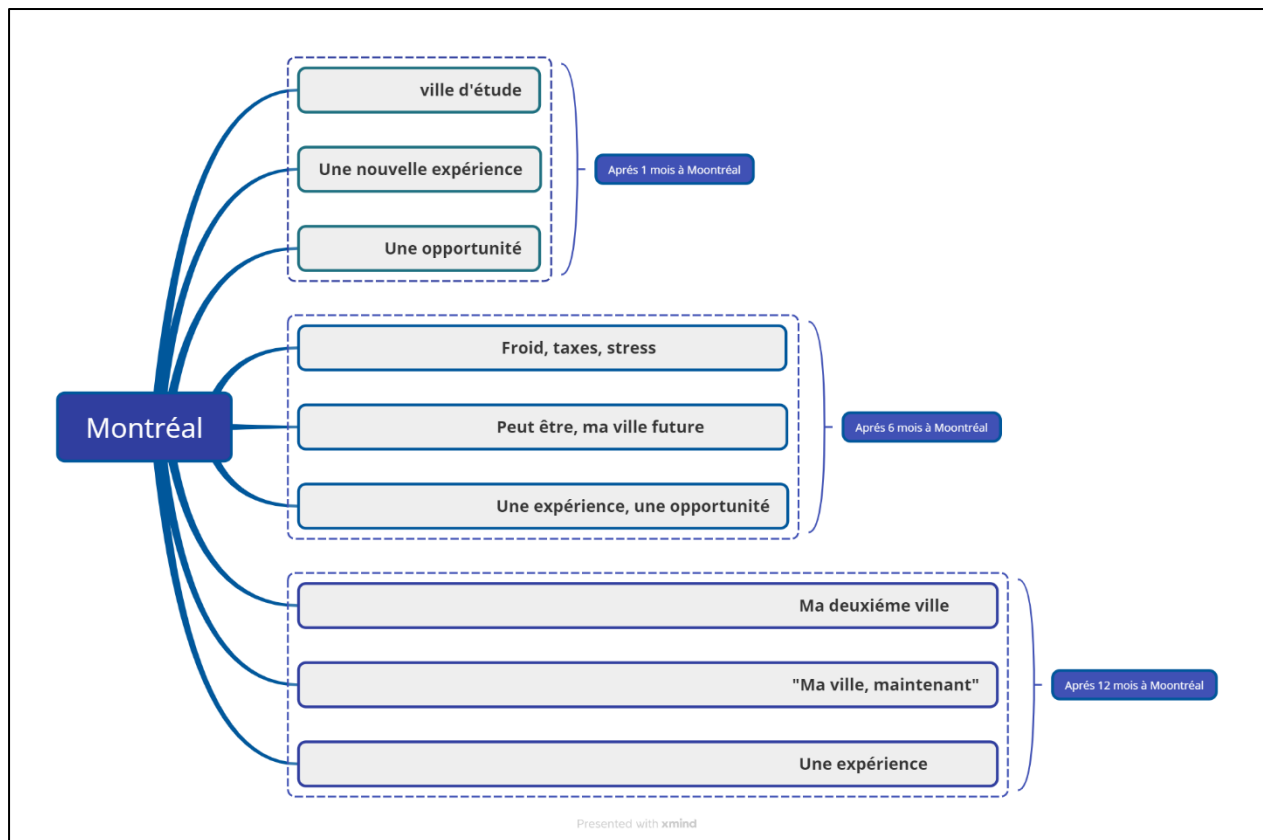 ville d'étude
Une nouvelle expérience
Aprés 1 mois à Moontréal
Une opportunité
Froid, taxes, stress
Montréal
Peut être, ma ville future
Aprés 6 mois à Moontréal
Une expérience, une opportunité
Ma deuxiéme ville
"Ma ville, maintenant"
Aprés 12 mois à Moontréal
Une expérience
Presented with xmind